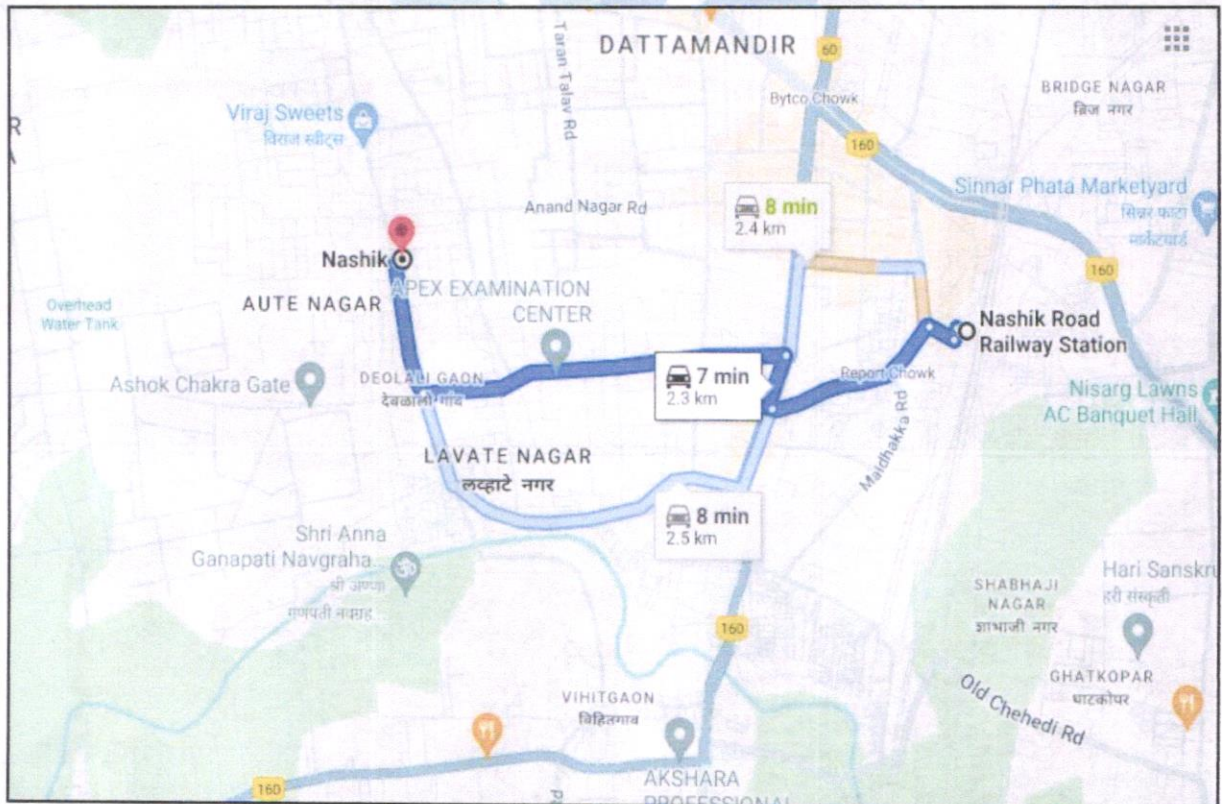 DATTAMANDIR
60
Taran Talav Rd
Bytco Chowk
BRIDGE NAGAR
ब्रिज नगर
Viraj Sweets
विराज स्वीट्स
R
160
Sinnar Phata Marketyard
सिन्नर फाटा
मार्केटयार्ड
Anand Nagar Rd
8 min
2.4 km
Nashik
160
APEX EXAMINATION
CENTER
AUTE NAGAR
Overhead
Water Tank
Nashik Road
Railway Station
Ashok Chakra Gate
DEOLALI GAON
देवळाली गाव
7 min
2.3 km
Report Chowk
Nisarg Lawns
AC Banquet Hall
Maidhakka Rd
LAVATE NAGAR
लव्हाटे नगर
8 min
2.5 km
Shri Anna
Ganapati Navgraha...
श्री अण्णा
गणपती नवग्रह...
Hari Sanskru
हरी संस्कृती
SHABHAJI
NAGAR
शाभाजी नगर
160
GHATKOPAR
घाटकोपर
Old Chehedi Rd
VIHITGAON
विहितगाव
160
AKSHARA
PROFESSIONAL
Rd